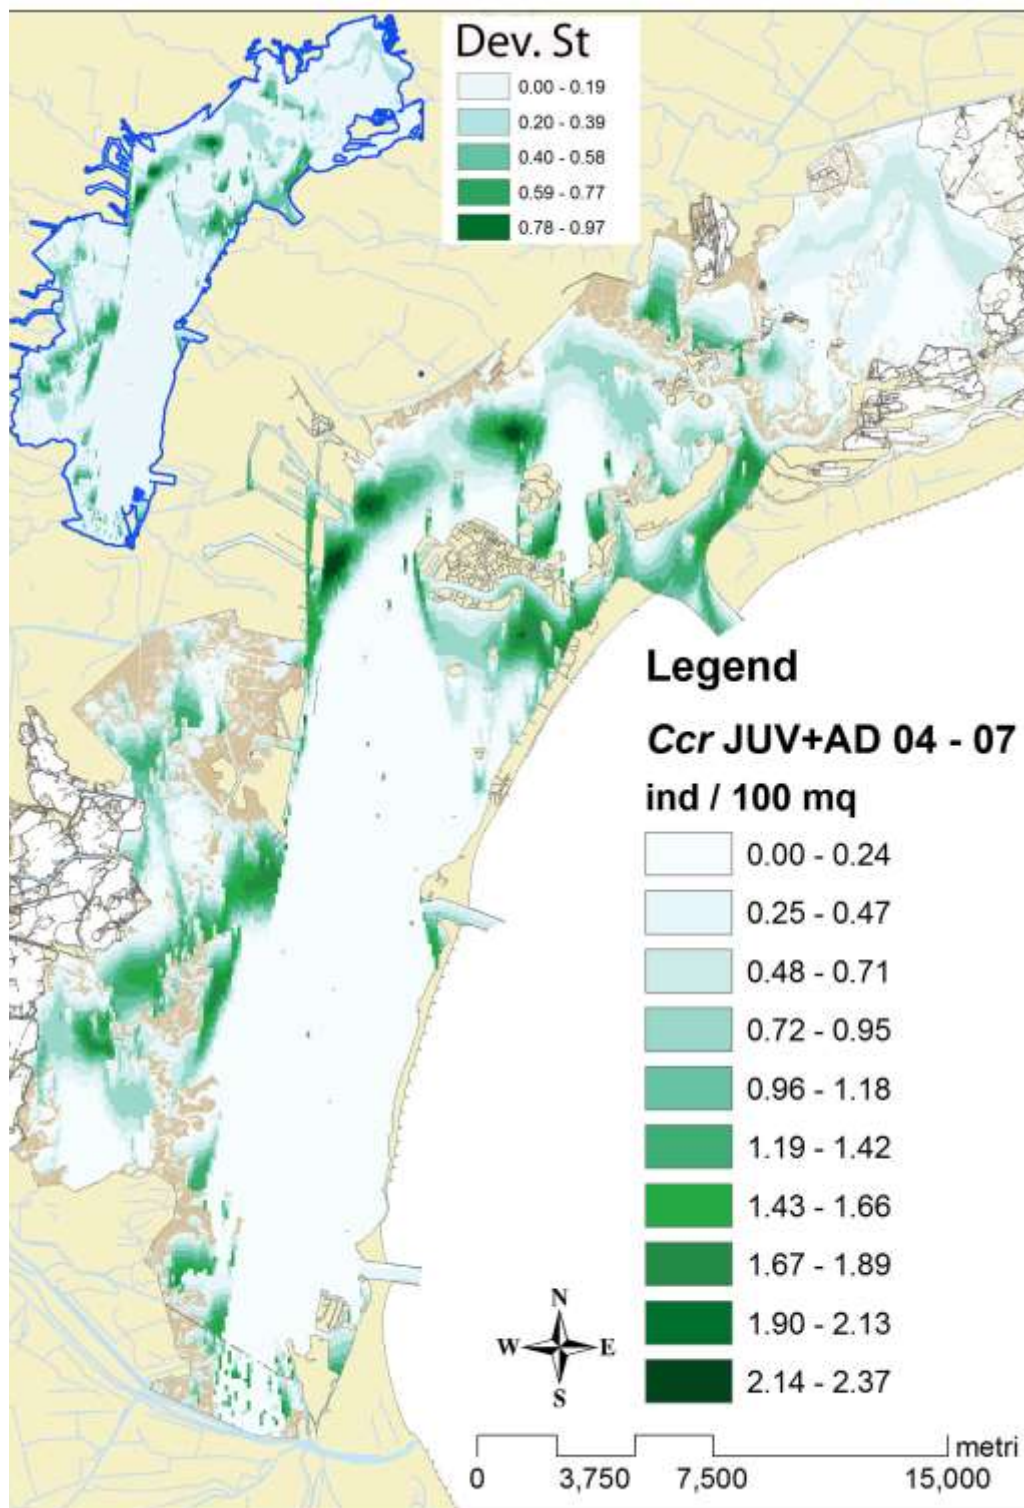 Dev. St
0.00 - 0.19
0.20 - 0.39
0.40 - 0.58
0.59 - 0.77
0.78 - 0.97
Legend
Ccr JUV+AD 04 - 07
ind / 100 mq
0.00 - 0.24
0.25 - 0.47
0.48 - 0.71
0.72 - 0.95
0.96 - 1.18
1.19 - 1.42
1.43 - 1.66
1.67 - 1.89
1.90 - 2.13
2.14 - 2.37
N
W E
S
metri
0 3,750 7,500 15,000